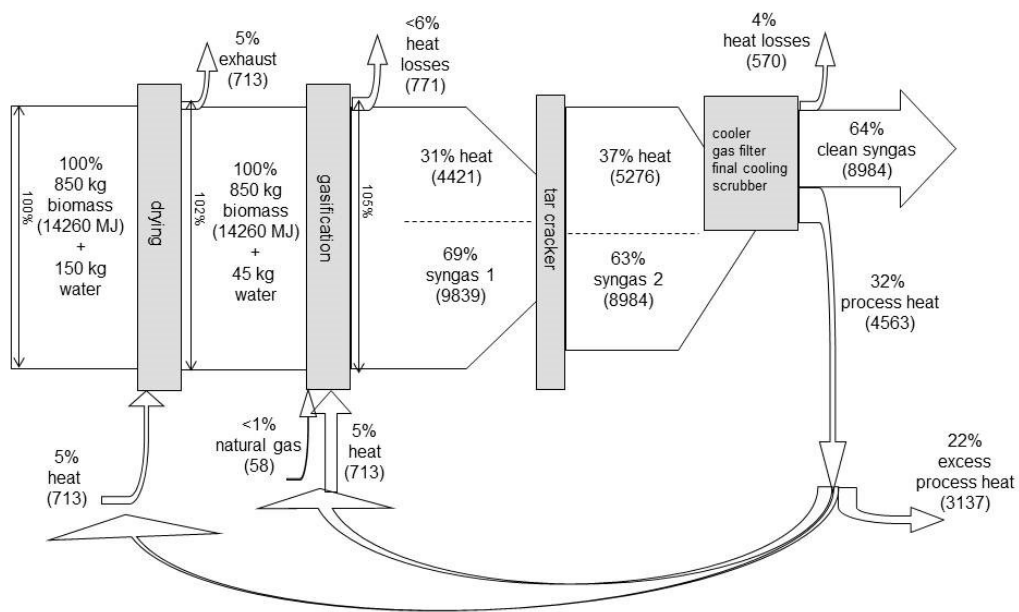 5%
exhaust
(713)
<6%
heat
losses
(771)
4%
heat losses
(570)
100%
100%
850 kg
biomass
(14260 MJ)
+
150 kg
water
drying
102%
100%
850 kg
biomass
(14260 MJ)
+
45 kg
water
gasification
105%
31% heat
(4421)
69%
syngas 1
(9839)
tar cracker
37% heat
(5276)
63%
syngas 2
(8984)
cooler
gas filter
final cooling
scrubber
64%
clean syngas
(8984)
32%
process heat
(4563)
5%
heat
(713)
<1%
natural gas
(58)
5%
heat
(713)
22%
excess
process heat
(3137)